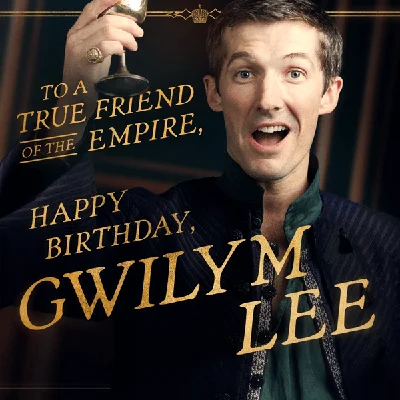 TO A
TRUE FRIEND
OF THE EMPIRE,
HAPPY
BIRTHDAY,
GWILYM
LEE